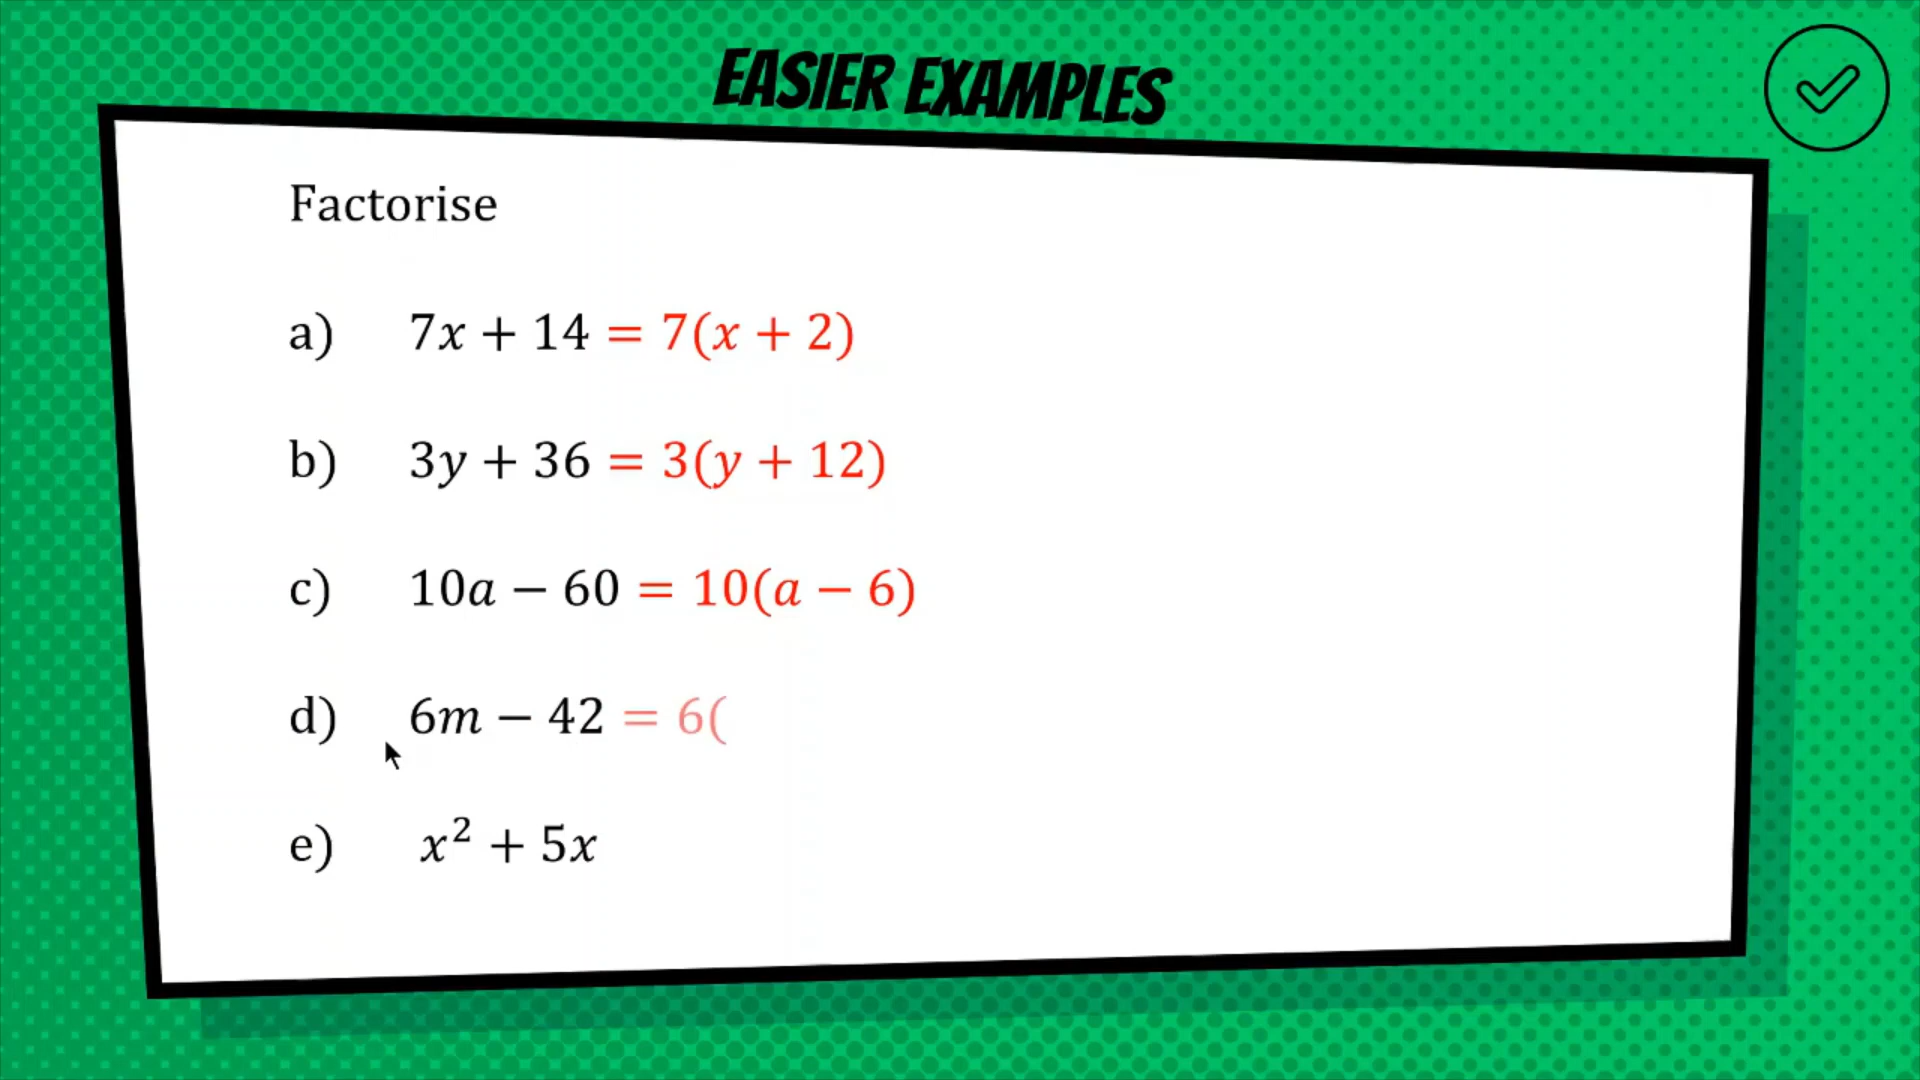 EASIER EXAMPLES
Factorise
a) 7x + 14 = 7(x + 2)
b) 3y + 36 = 3(y + 12)
c) 10a − 60 = 10(a − 6)
d) 6m − 42 = 6(
e) x² + 5x